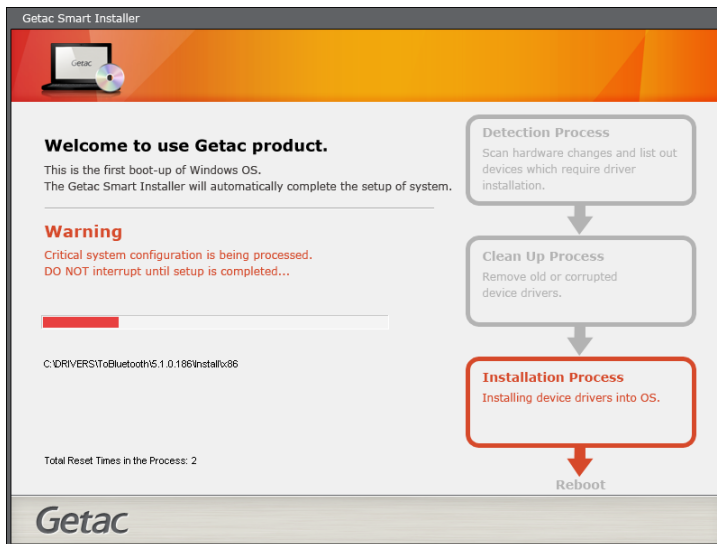 Getac Smart Installer
Getac
Welcome to use Getac product.
This is the first boot-up of Windows OS.
The Getac Smart Installer will automatically complete the setup of system.
Warning
Critical system configuration is being processed.
DO NOT interrupt until setup is completed...
C:\DRIVERS\ToBluetooth\5.1.0.186\Install\x86
Total Reset Times in the Process: 2
Detection Process
Scan hardware changes and list out
devices which require driver
installation.
Clean Up Process
Remove old or corrupted
device drivers.
Installation Process
Installing device drivers into OS.
Reboot
Getac